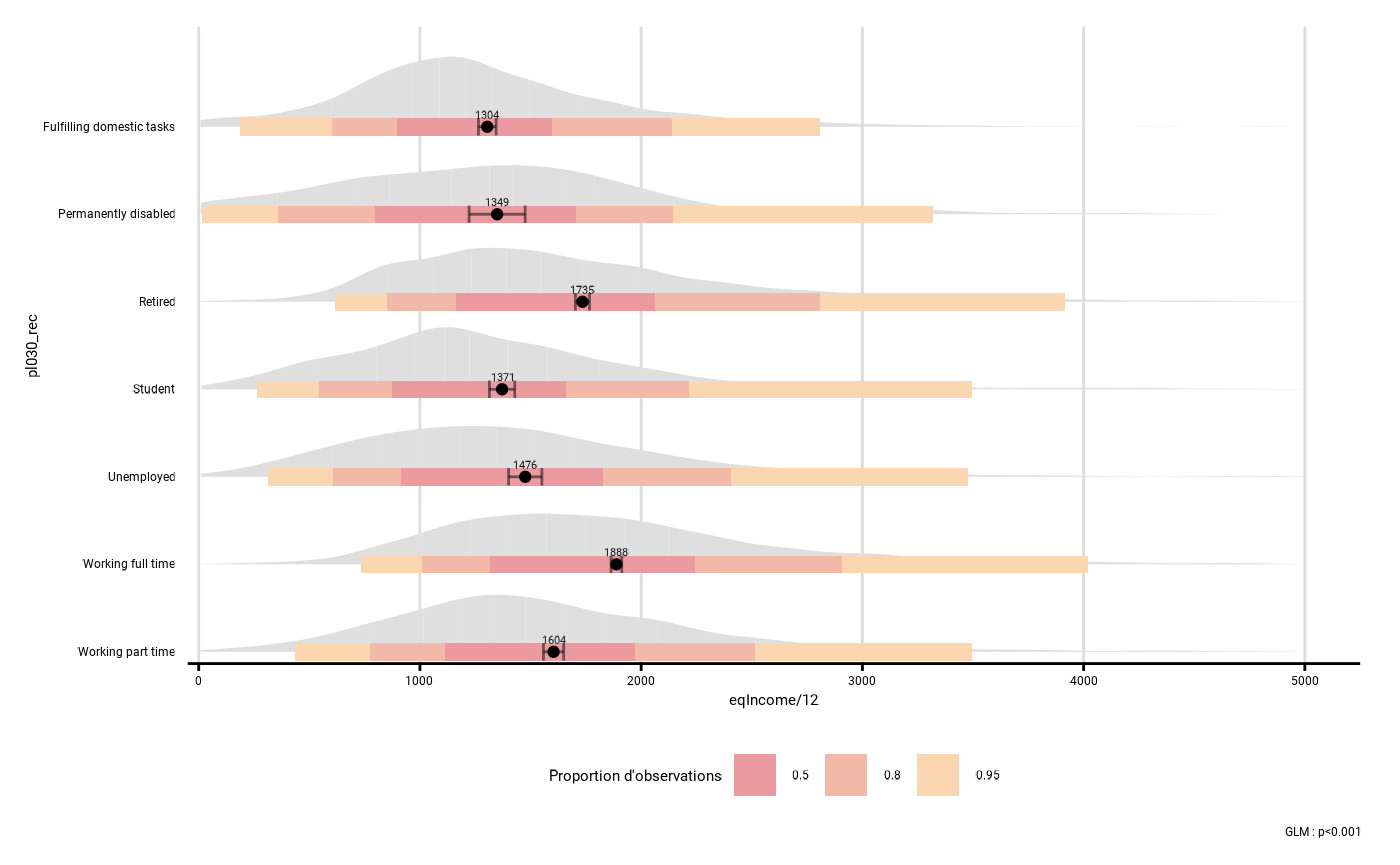 1304
Fulfilling domestic tasks
1349
Permanently disabled
1735
Retired
1371
Student
1476
Unemployed
1888
Working full time
1604
Working part time
pl030_rec
0 1000 2000 3000 4000 5000
eqIncome/12
Proportion d'observations 0.5 0.8 0.95
GLM : p<0.001